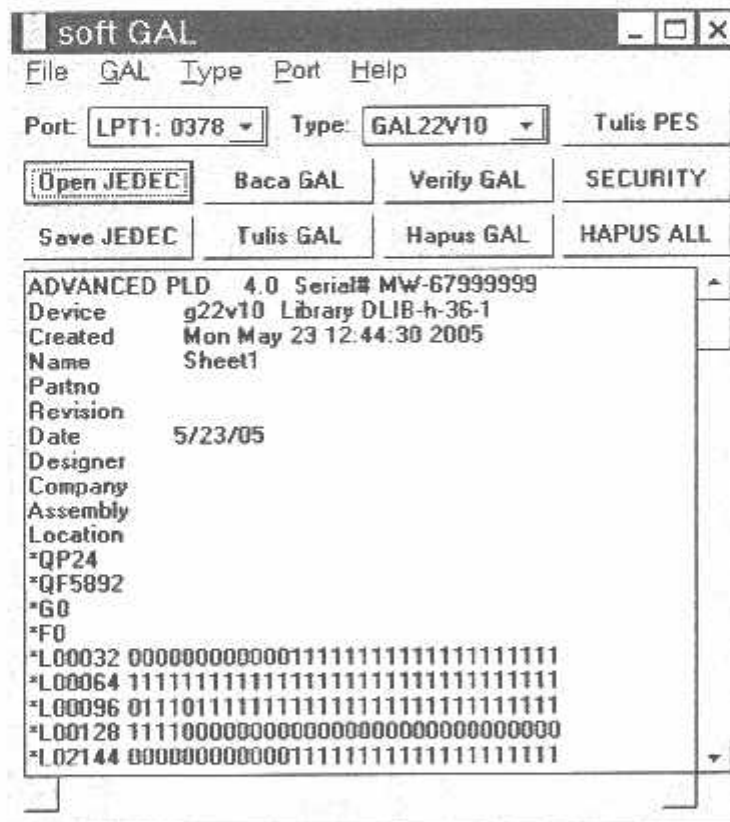 soft GAL
File GAL Type Port Help
Port: LPT1: 0378 Type: GAL22V10 Tulis PES
Open JEDEC Baca GAL Verify GAL SECURITY
Save JEDEC Tulis GAL Hapus GAL HAPUS ALL
ADVANCED PLD 4.0 Serial# MW-67999999
Device g22v10 Library DLIB-h-36-1
Created Mon May 23 12:44:30 2005
Name Sheet1
Partno
Revision
Date 5/23/05
Designer
Company
Assembly
Location
*QP24
*QF5892
*G0
*F0
*L00032 00000000000011111111111111111111
*L00064 11111111111111111111111111111111
*L00096 01110111111111111111111111111111
*L00128 11110000000000000000000000000000
*L02144 00000000000011111111111111111111